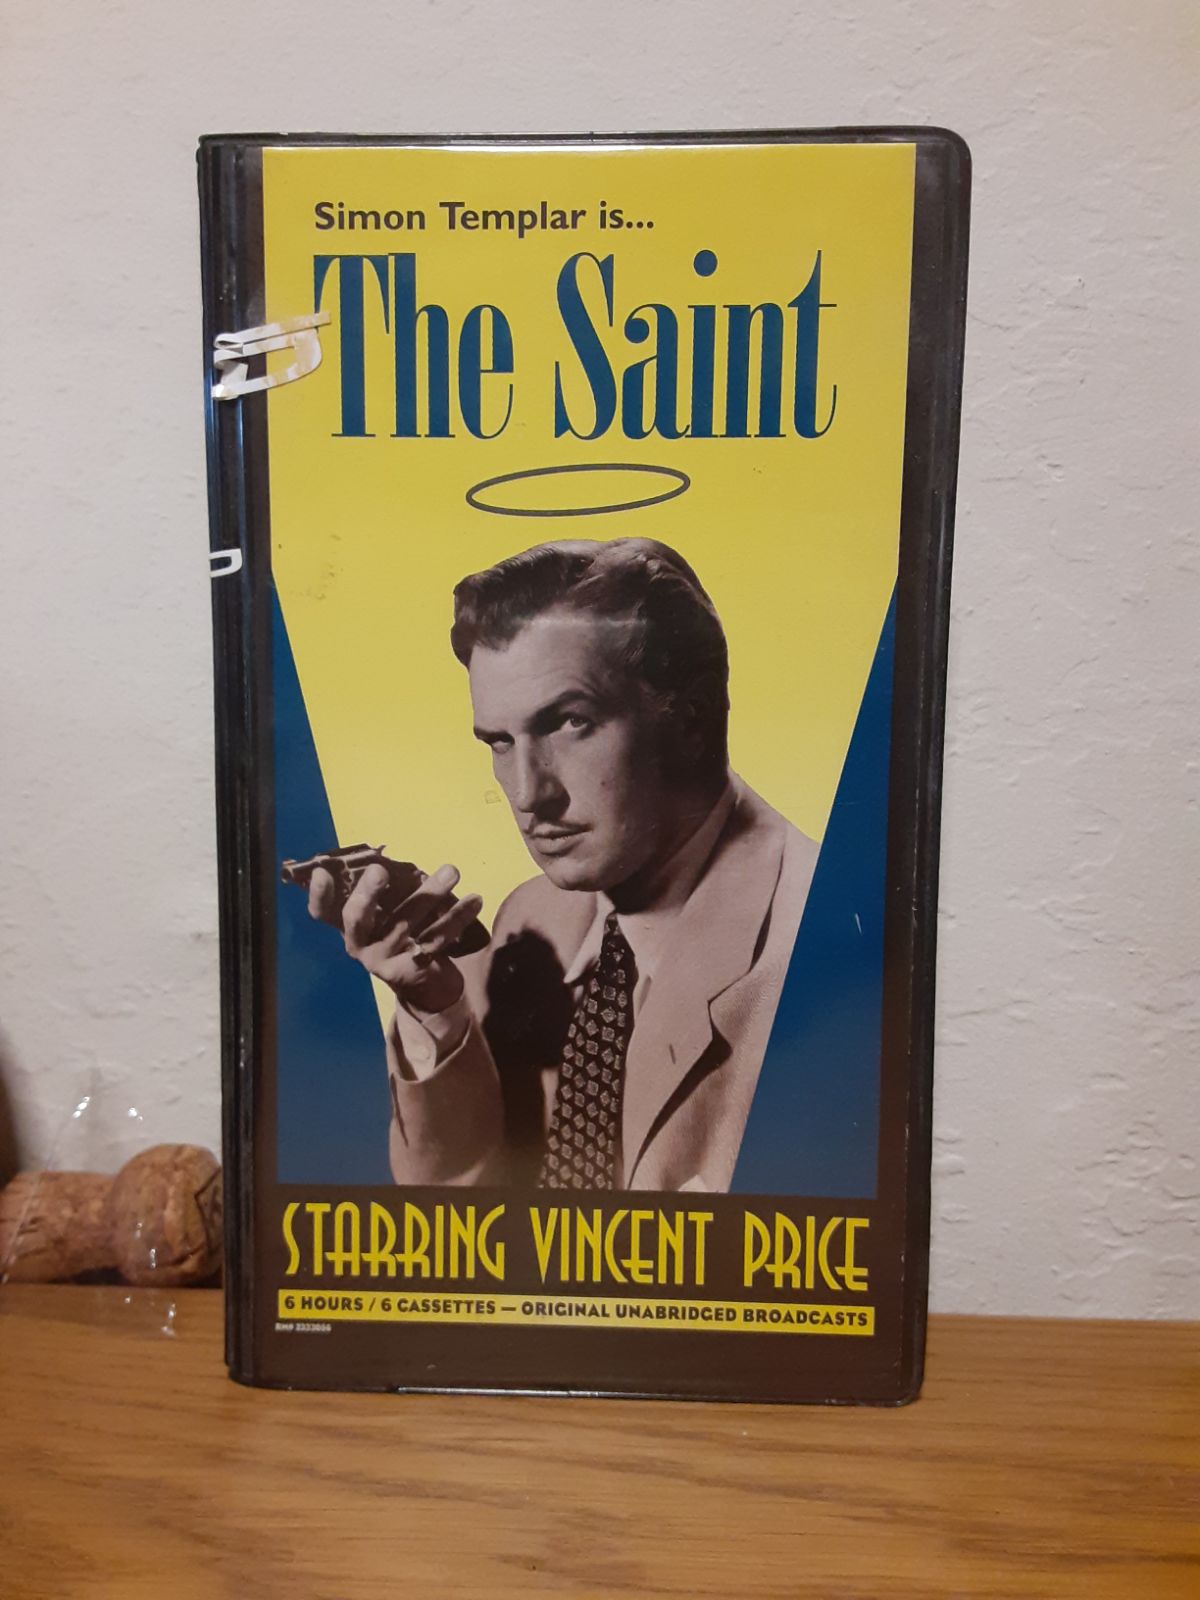 Simon Templar is...
The Saint
STARRING VINCENT PRICE
6 HOURS / 6 CASSETTES — ORIGINAL UNABRIDGED BROADCASTS